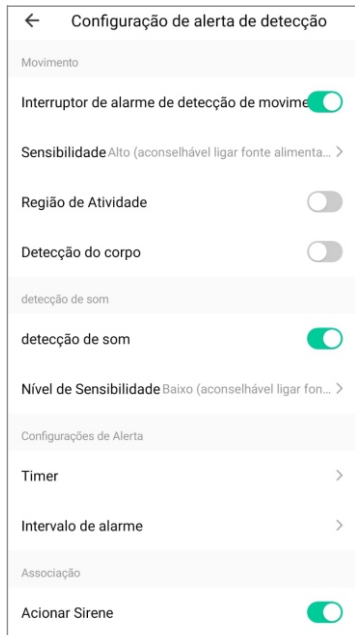 Configuração de alerta de detecção
Movimento
Interruptor de alarme de detecção de movime
Sensibilidade Alto (aconselhável ligar fonte alimenta...
Região de Atividade
Detecção do corpo
detecção de som
detecção de som
Nível de Sensibilidade Baixo (aconselhável ligar fon...
Configurações de Alerta
Timer
Intervalo de alarme
Associação
Acionar Sirene